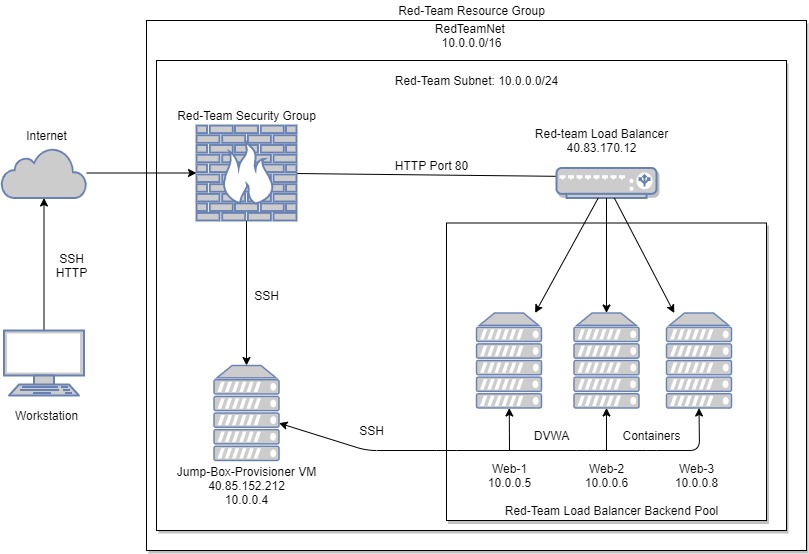 Red-Team Resource Group
RedTeamNet
10.0.0.0/16
Red-Team Subnet: 10.0.0.0/24
Red-Team Security Group
Internet
Red-team Load Balancer
40.83.170.12
HTTP Port 80
SSH
HTTP
SSH
Workstation
SSH
DVWA
Containers
Jump-Box-Provisioner VM
40.85.152.212
10.0.0.4
Web-1
10.0.0.5
Web-2
10.0.0.6
Web-3
10.0.0.8
Red-Team Load Balancer Backend Pool